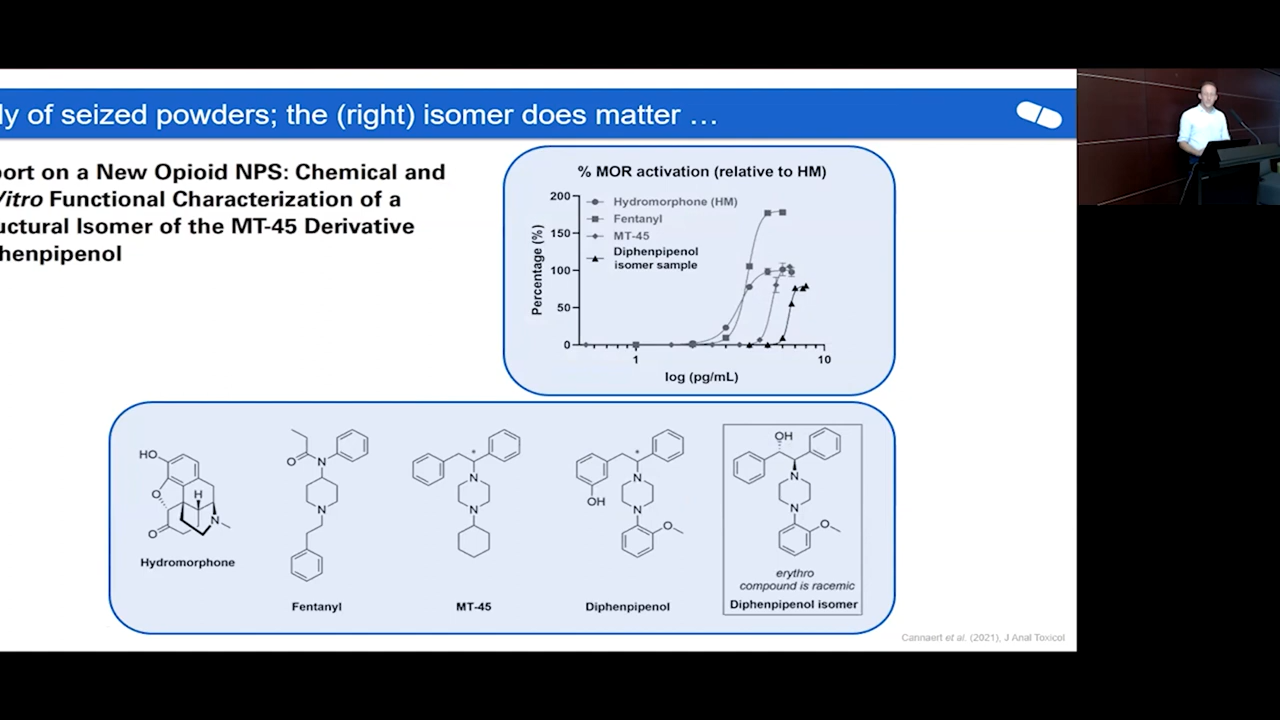 ly of seized powders; the (right) isomer does matter …
ort on a New Opioid NPS: Chemical and
Vitro Functional Characterization of a
uctural Isomer of the MT-45 Derivative
henpipenol
% MOR activation (relative to HM)
Percentage (%)
200
150
100
50
0
Hydromorphone (HM)
Fentanyl
MT-45
Diphenpipenol
isomer sample
1
10
log (pg/mL)
HO
O
H
N
O
Hydromorphone
O
N
N
Fentanyl
*
N
N
MT-45
*
OH
N
N
O
Diphenpipenol
OH
N
N
O
erythro
compound is racemic
Diphenpipenol isomer
Cannaert et al. (2021), J Anal Toxicol